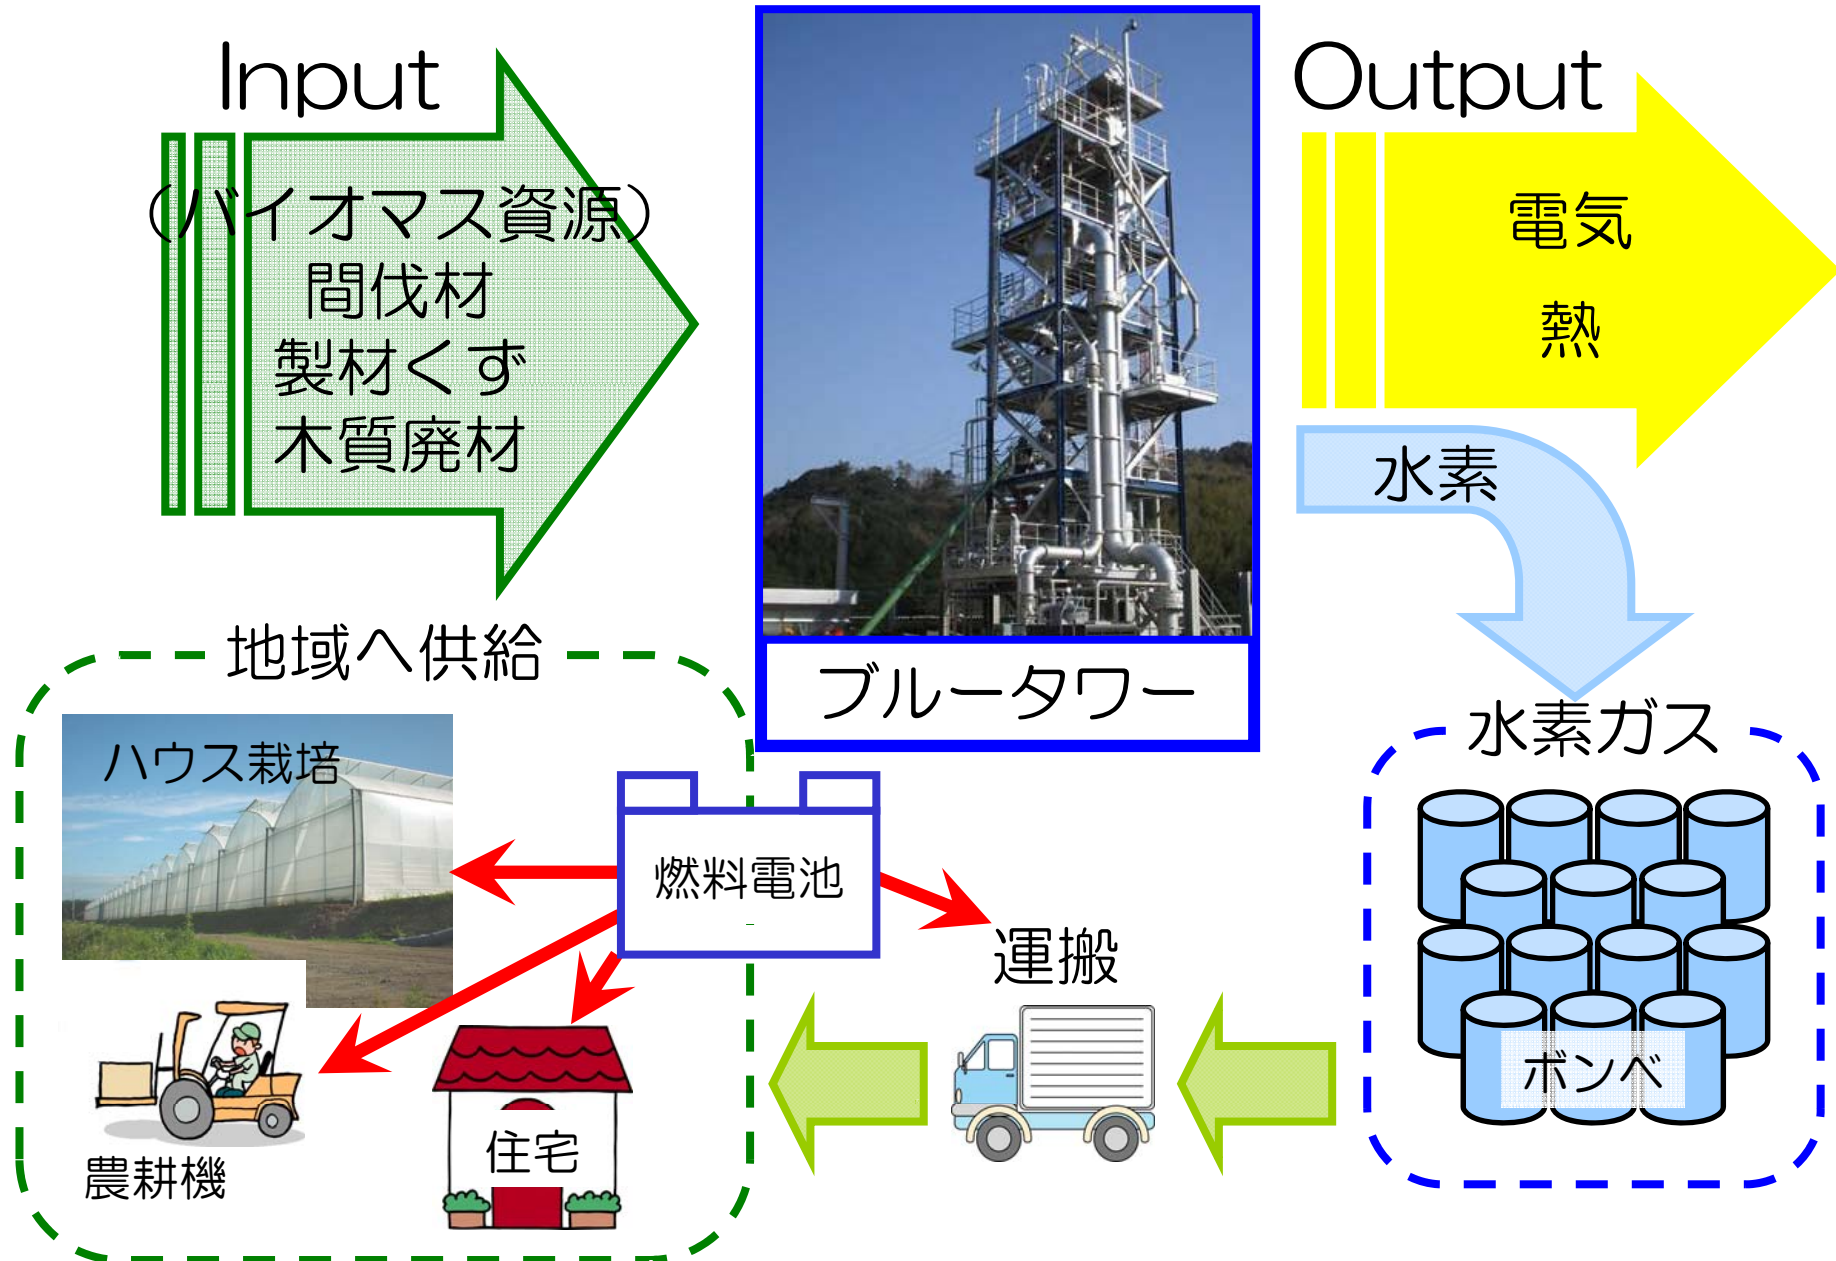 Input
（バイオマス資源）
間伐材
製材くず
木質廃材
ブルータワー
Output
電気
熱
水素
水素ガス
ボンベ
運搬
燃料電池
地域へ供給
ハウス栽培
農耕機
住宅